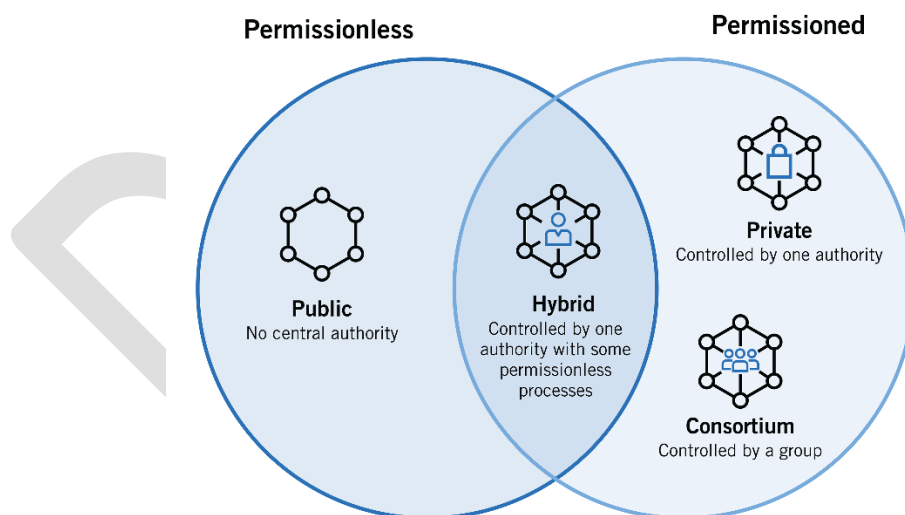 Permissionless
Permissioned
Public
No central authority
Hybrid
Controlled by one
authority with some
permissionless
processes
Private
Controlled by one authority
Consortium
Controlled by a group